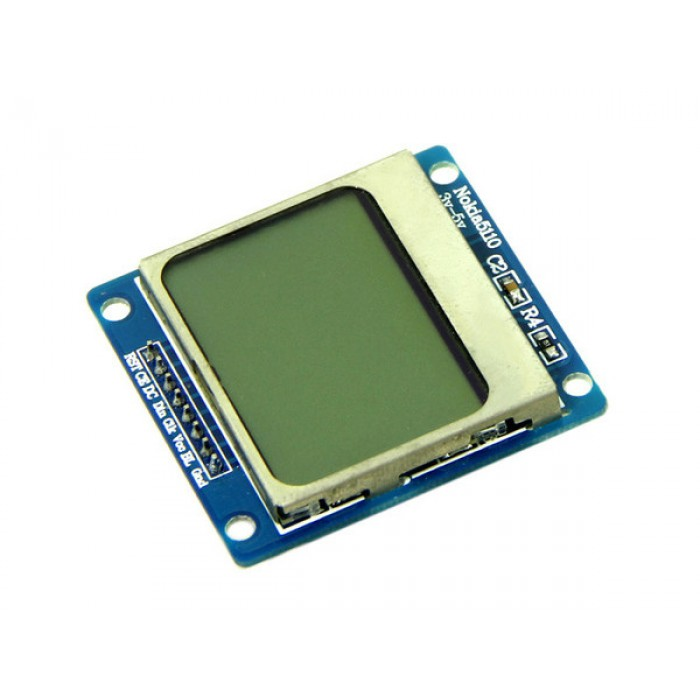 Nokia5110
3v-5v
C2
R4
RST CE DC Din Clk Vcc BL Gnd